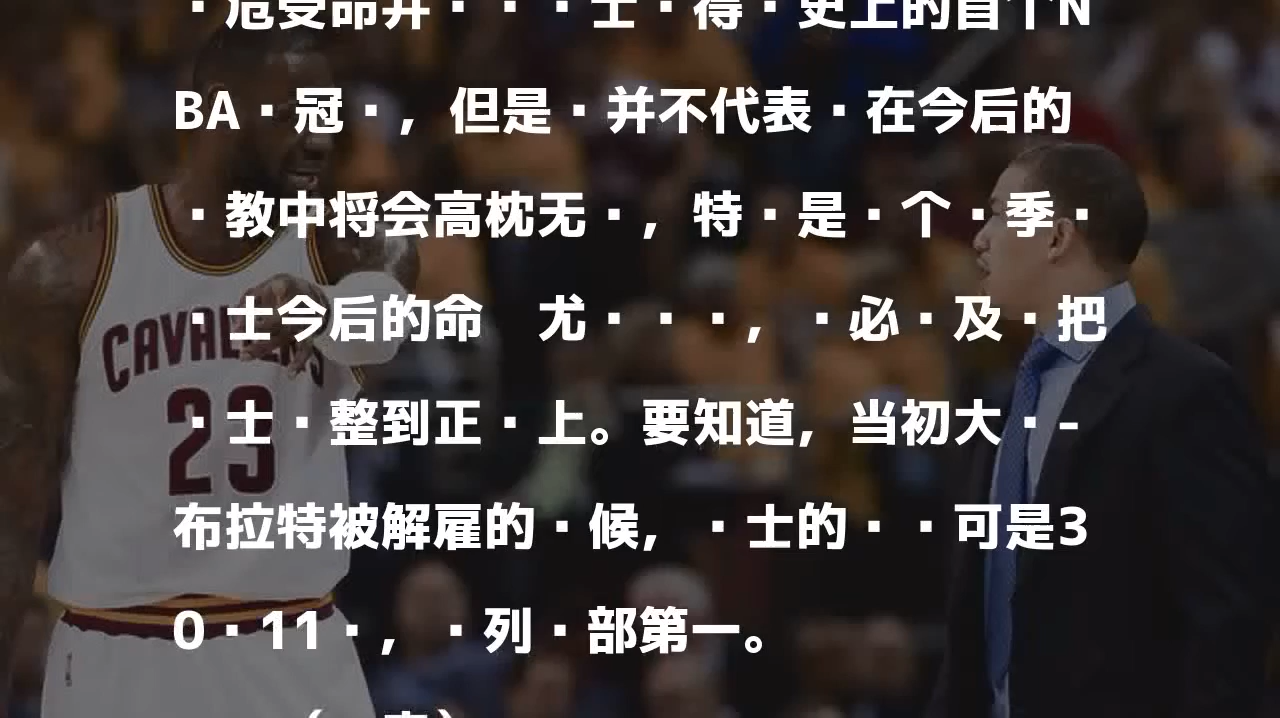 ·危受命并···士·得·史上的首个N
BA·冠·，但是·并不代表·在今后的
·教中将会高枕无·，特·是·个·季·
·士今后的命　尤···，·必·及·把
·士·整到正·上。要知道，当初大·-
布拉特被解雇的·候，·士的··可是3
0·11·，·列·部第一。
CAVALIERS
23